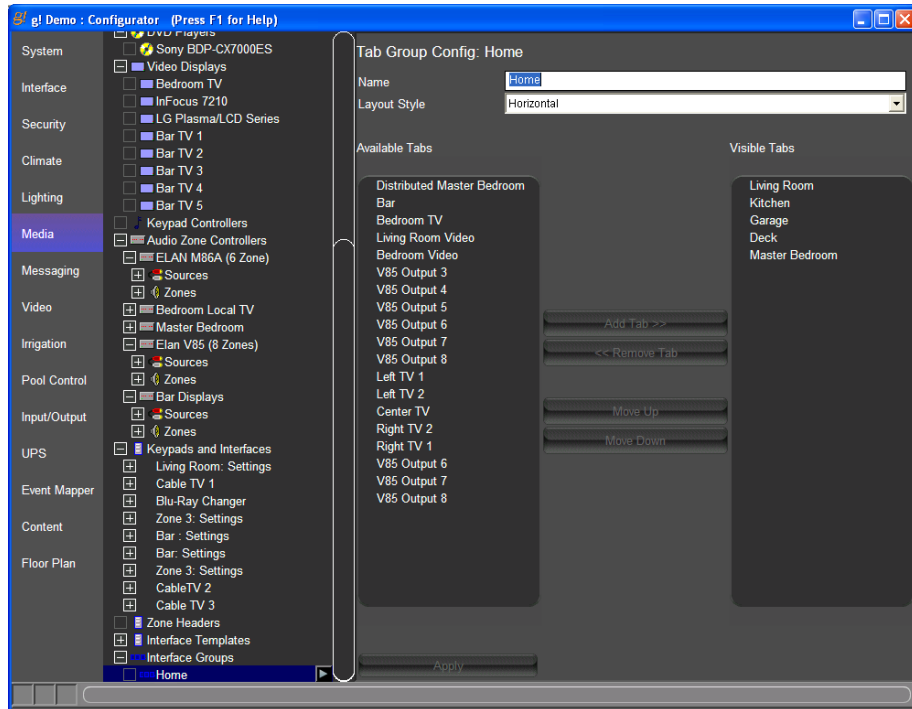 g! g! Demo : Configurator (Press F1 for Help)
System
Interface
Security
Climate
Lighting
Media
Messaging
Video
Irrigation
Pool Control
Input/Output
UPS
Event Mapper
Content
Floor Plan
DVD Players
Sony BDP-CX7000ES
Video Displays
Bedroom TV
InFocus 7210
LG Plasma/LCD Series
Bar TV 1
Bar TV 2
Bar TV 3
Bar TV 4
Bar TV 5
Keypad Controllers
Audio Zone Controllers
ELAN M86A (6 Zone)
Sources
Zones
Bedroom Local TV
Master Bedroom
Elan V85 (8 Zones)
Sources
Zones
Bar Displays
Sources
Zones
Keypads and Interfaces
Living Room: Settings
Cable TV 1
Blu-Ray Changer
Zone 3: Settings
Bar : Settings
Bar: Settings
Zone 3: Settings
CableTV 2
Cable TV 3
Zone Headers
Interface Templates
Interface Groups
Home
Tab Group Config: Home
Name
Home
Layout Style
Horizontal
Available Tabs
Distributed Master Bedroom
Bar
Bedroom TV
Living Room Video
Bedroom Video
V85 Output 3
V85 Output 4
V85 Output 5
V85 Output 6
V85 Output 7
V85 Output 8
Left TV 1
Left TV 2
Center TV
Right TV 2
Right TV 1
V85 Output 6
V85 Output 7
V85 Output 8
Add Tab >>
<< Remove Tab
Move Up
Move Down
Visible Tabs
Living Room
Kitchen
Garage
Deck
Master Bedroom
Apply